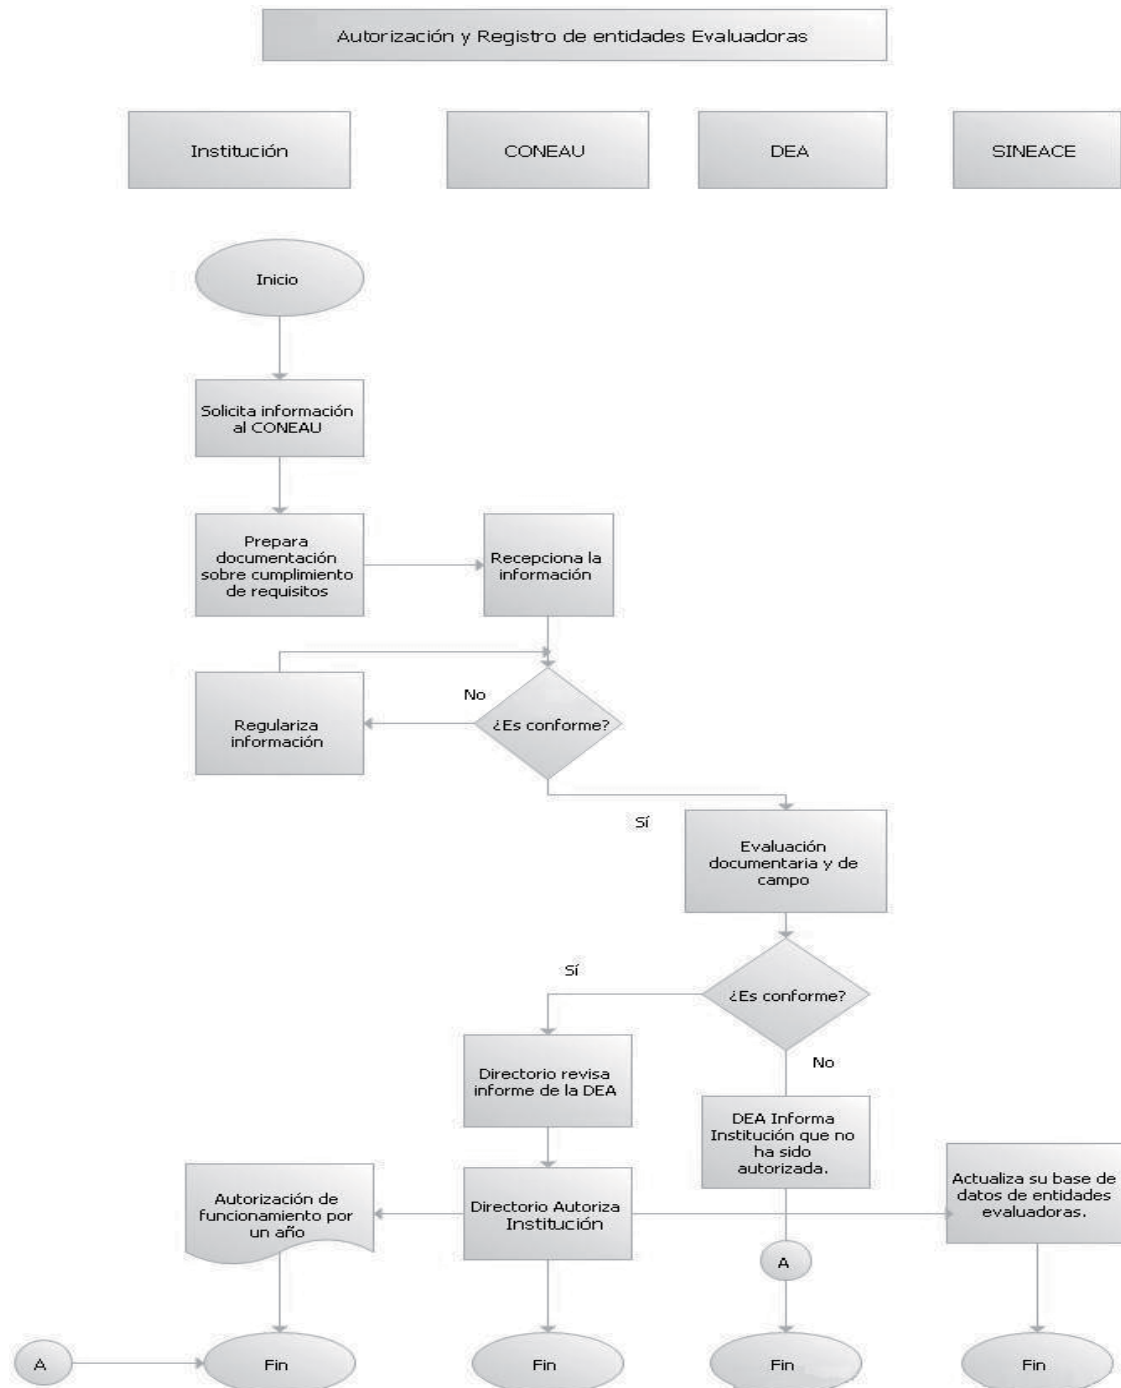 Autorización y Registro de entidades Evaluadoras
Institución
CONEAU
DEA
SINEACE
Inicio
Solicita información
al CONEAU
Prepara
documentación
sobre cumplimiento
de requisitos
Recepciona la
información
No
¿Es conforme?
Regulariza
información
Sí
Evaluación
documentaria y de
campo
Sí
¿Es conforme?
No
Directorio revisa
informe de la DEA
DEA Informa
Institución que no
ha sido
autorizada.
Autorización de
funcionamiento por
un año
Directorio Autoriza
Institución
Actualiza su base de
datos de entidades
evaluadoras.
A
A
Fin
Fin
Fin
Fin